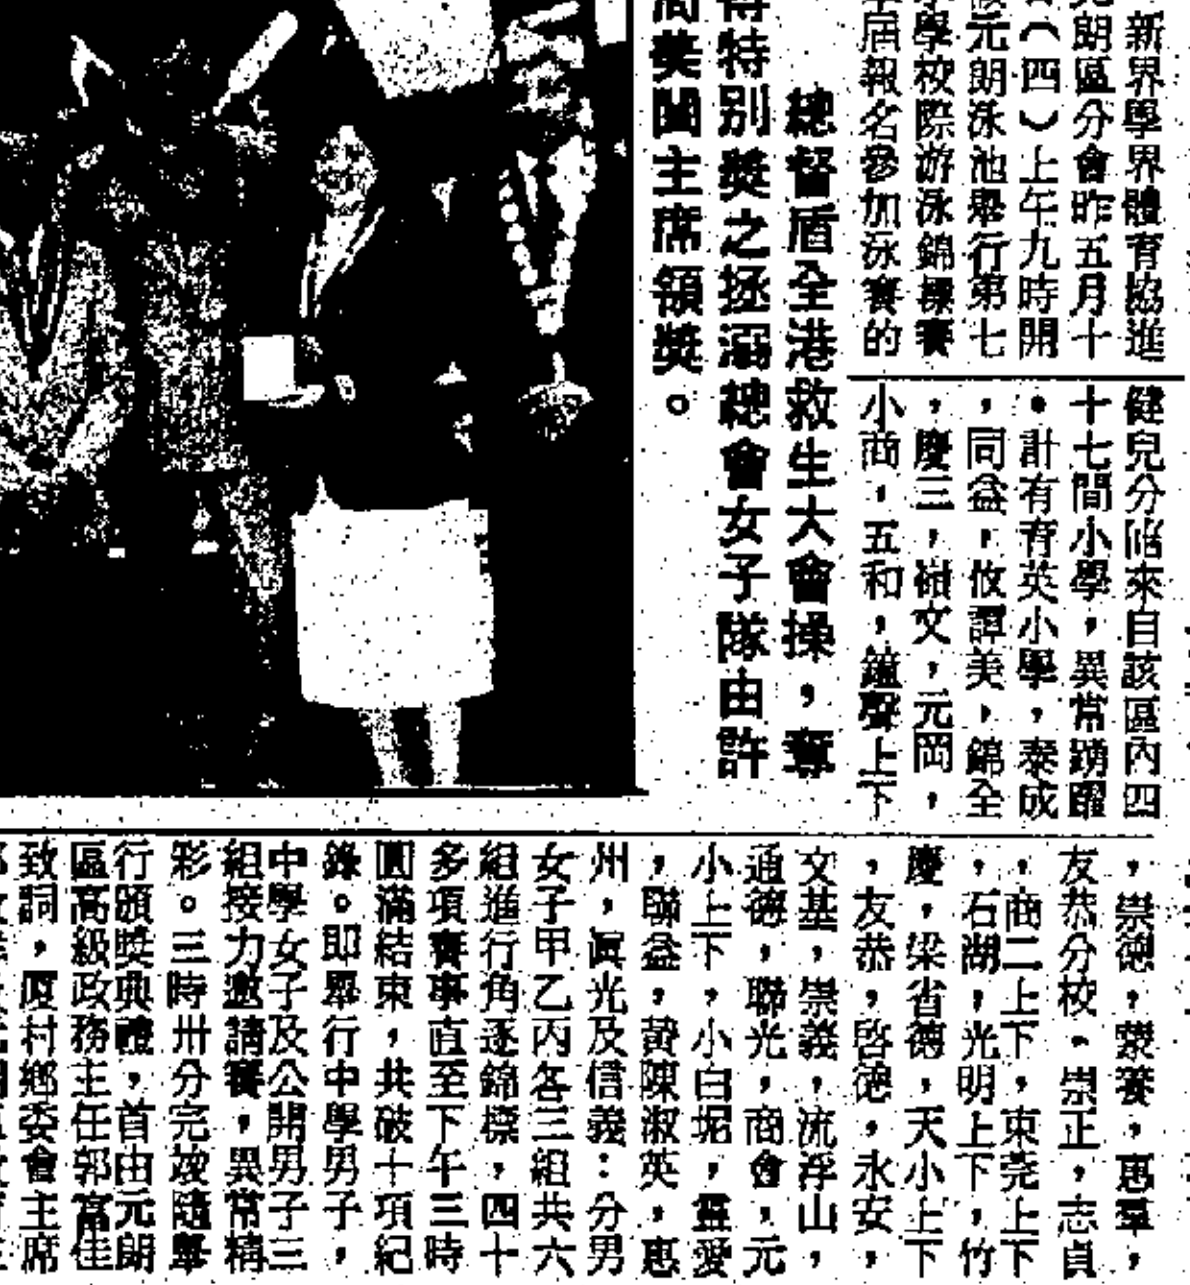 總督盾全港救生大會操，奪
得特別獎之拯溺總會女子隊由許
美蘭主席領獎。
新界學界體育協進
朗區分會昨五月十
（四）上午九時開
元朗泳池舉行第七
學校際游泳錦標賽
屆報名參加泳賽的
健兒分別來自該區內四
十七間小學，異常踴躍
。計有育英小學，泰成
，同益，攸譚美，錦全
，慶三，嶺文，元岡，
小商，五和，鐘聲上下
，崇德，蒙養，惠羣，
友恭分校，崇正，志貞
，商二上下，東莞上下
，石湖，光明上下，竹
慶，梁省德，天小上下
，友恭，啓德，永安，
文基，崇義，流浮山，
通德，聯光，商會，元
小上下，小白坭，靈愛
，聯益，黃陳淑英，惠
州，眞光及信義：分男
女子甲乙丙各三組共六
組進行角逐錦標，四十
多項賽事直至下午三時
圓滿結束，共破十項紀
錄。即舉行中學男子，
中學女子及公開男子三
組接力邀請賽，異常精
彩。三時卅分完竣隨舉
行頒獎典禮，首由元朗
區高級政務主任郭富佳
致詞，厦村鄉委會主席